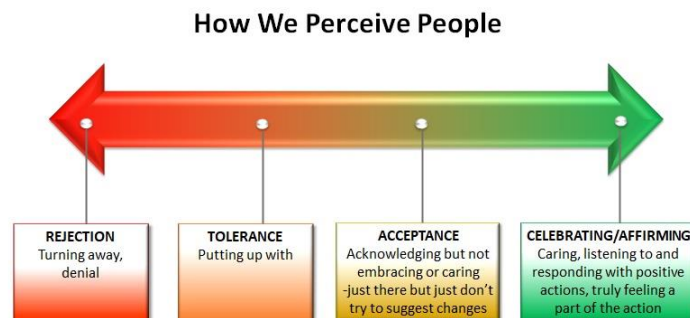 How We Perceive People
REJECTION
Turning away,
denial
TOLERANCE
Putting up with
ACCEPTANCE
Acknowledging but not
embracing or caring
-just there but just don't
try to suggest changes
CELEBRATING/AFFIRMING
Caring, listening to and
responding with positive
actions, truly feeling a
part of the action